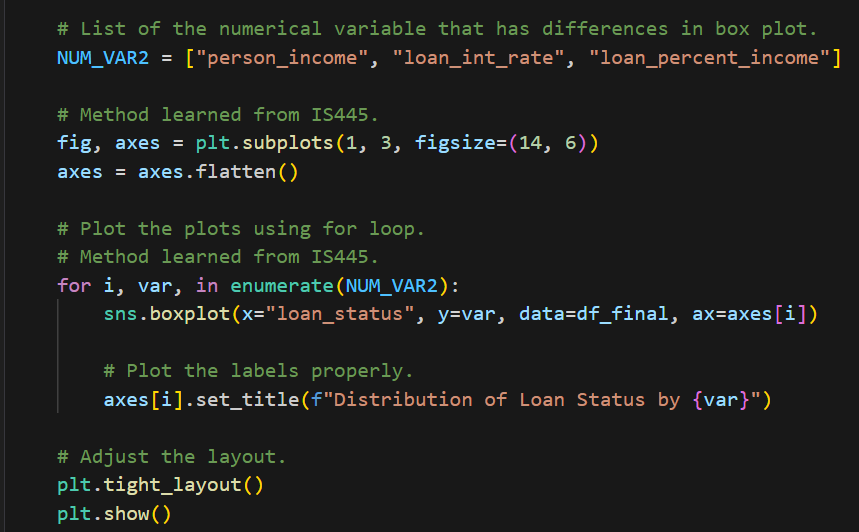 # List of the numerical variable that has differences in box plot.
NUM_VAR2 = ["person_income", "loan_int_rate", "loan_percent_income"]
# Method learned from IS445.
fig, axes = plt.subplots(1, 3, figsize=(14, 6))
axes = axes.flatten()
# Plot the plots using for loop.
# Method learned from IS445.
for i, var, in enumerate(NUM_VAR2):
    sns.boxplot(x="loan_status", y=var, data=df_final, ax=axes[i])
    # Plot the labels properly.
    axes[i].set_title(f"Distribution of Loan Status by {var}")
# Adjust the layout.
plt.tight_layout()
plt.show()